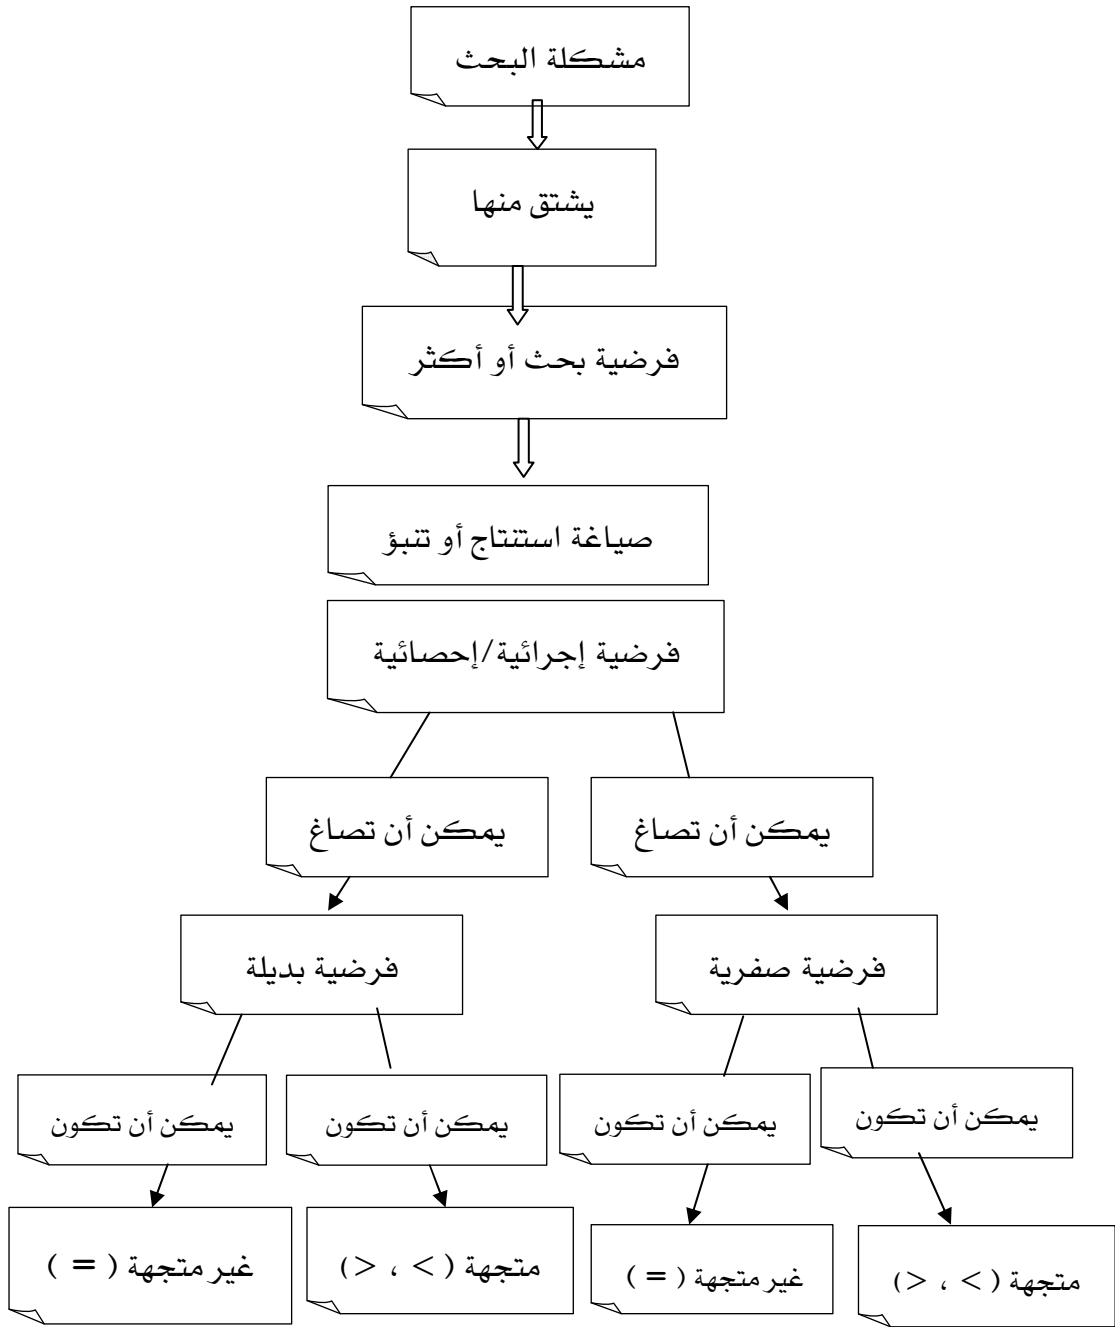 مشكلة البحث
يشتق منها
فرضية بحث أو أكثر
صياغة استنتاج أو تنبؤ
فرضية إجرائية/إحصائية
يمكن أن تصاغ
يمكن أن تصاغ
فرضية صفرية
فرضية بديلة
يمكن أن تكون
يمكن أن تكون
يمكن أن تكون
يمكن أن تكون
متجهة ( > ، < )
غير متجهة ( = )
متجهة ( > ، < )
غير متجهة ( = )